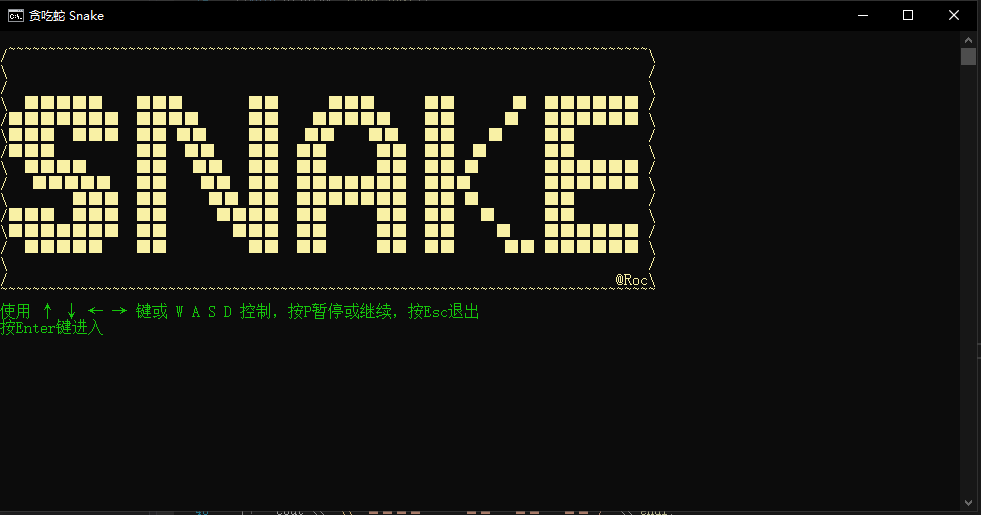 贪吃蛇 Snake
SNAKE
@Roc
使用 ↑ ↓ ← → 键或 W A S D 控制，按P暂停或继续，按Esc退出
按Enter键进入